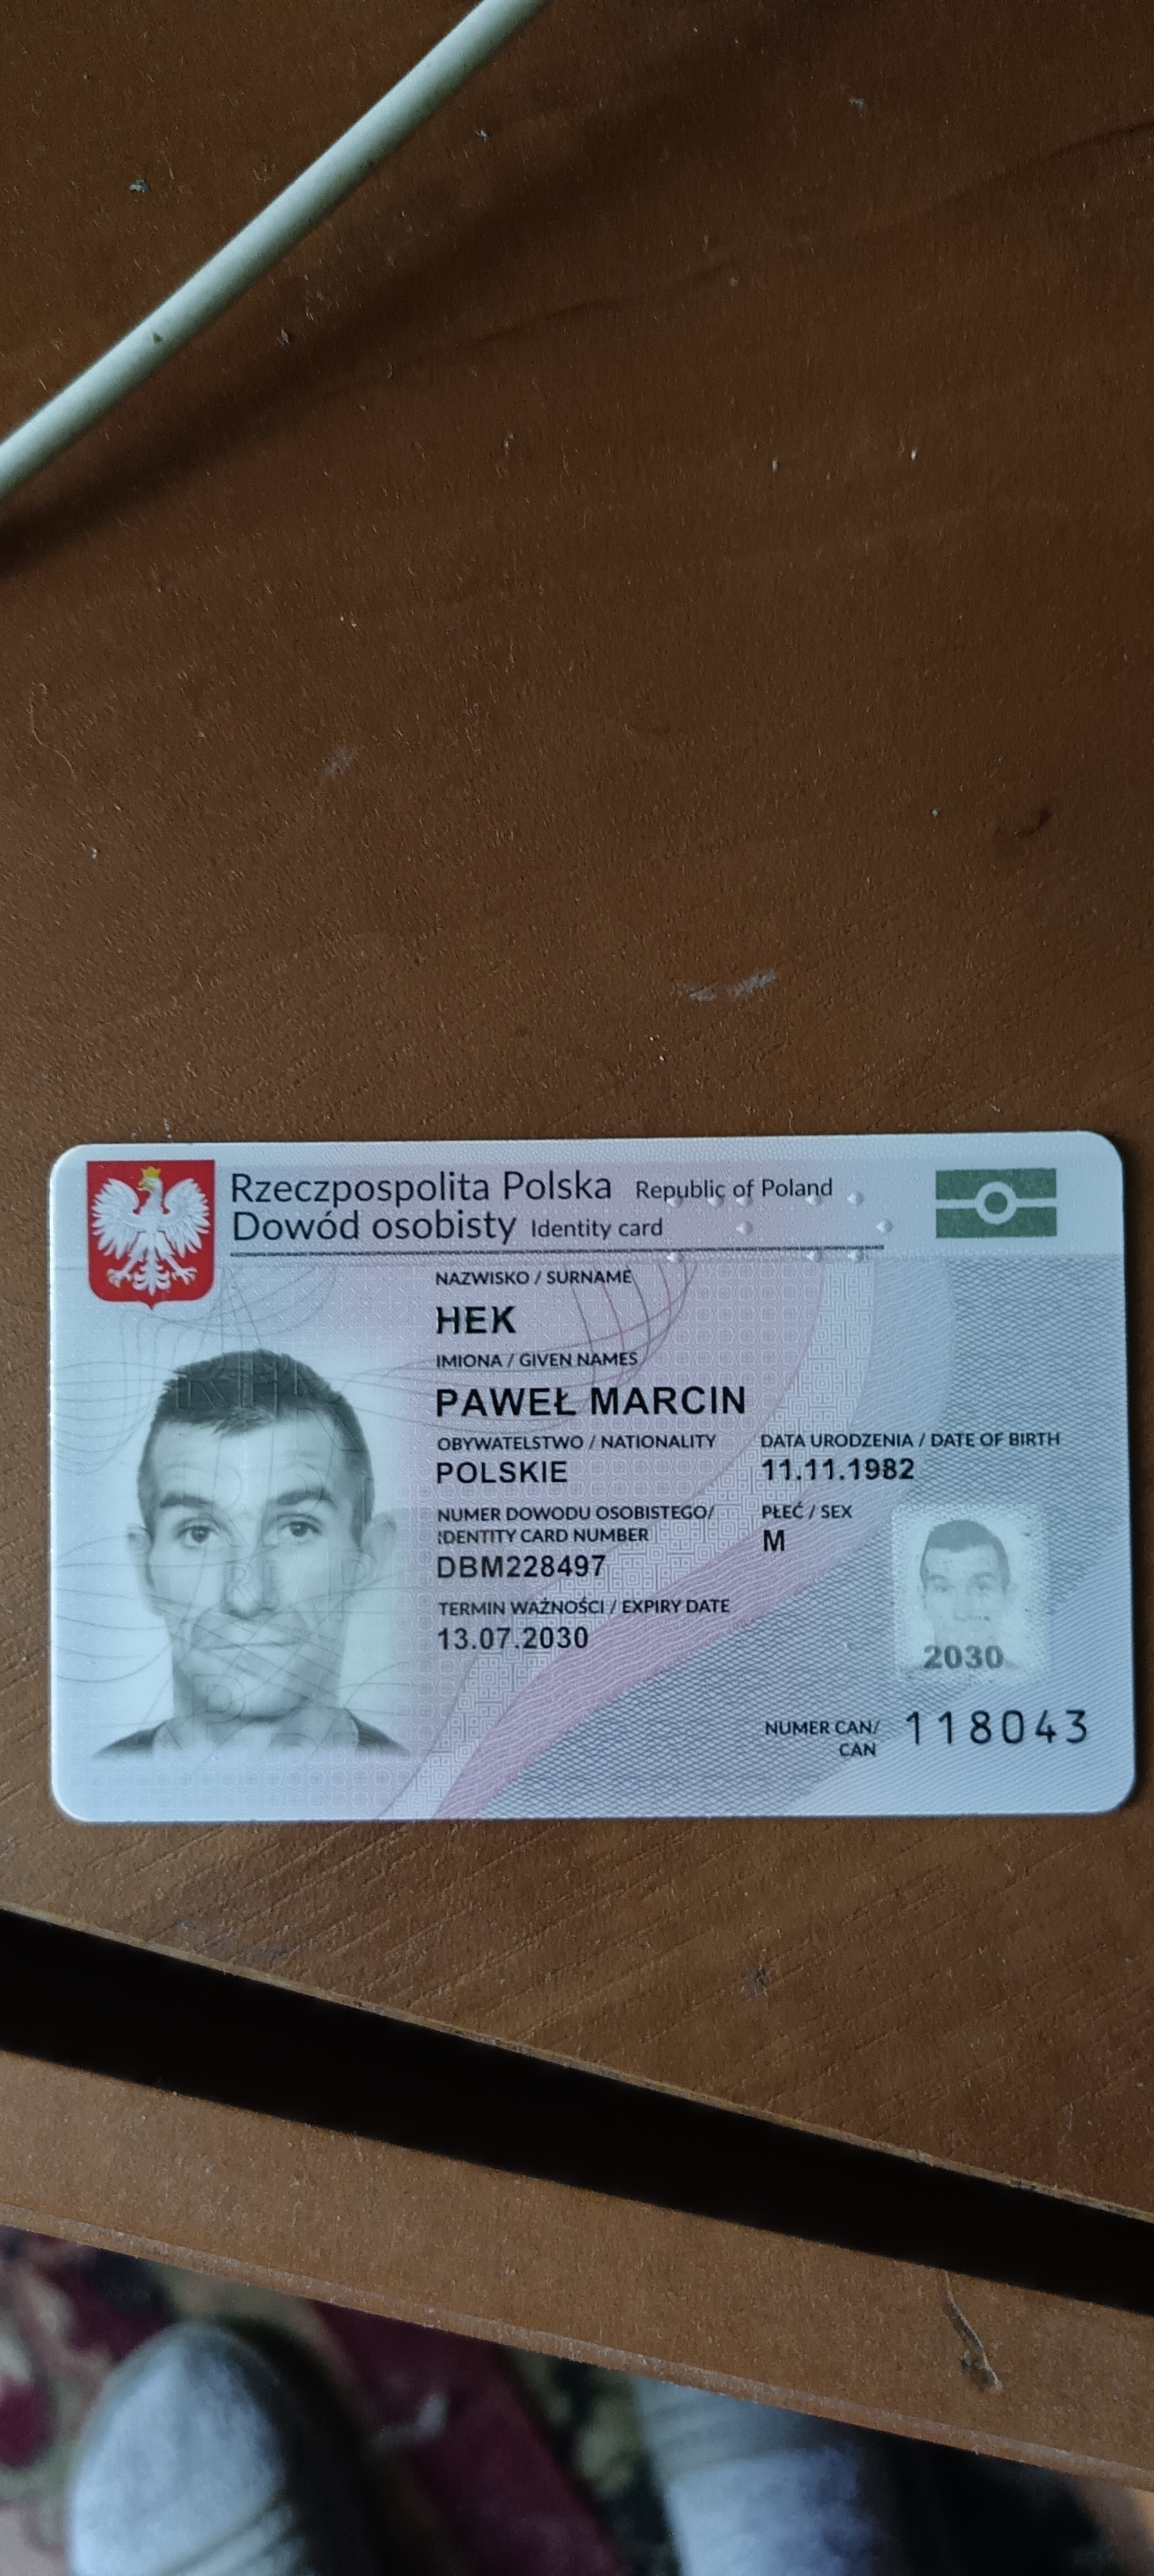 Rzeczpospolita Polska Republic of Poland
Dowód osobisty Identity card
NAZWISKO / SURNAME
HEK
IMIONA / GIVEN NAMES
PAWEŁ MARCIN
OBYWATELSTWO / NATIONALITY
POLSKIE
DATA URODZENIA / DATE OF BIRTH
11.11.1982
NUMER DOWODU OSOBISTEGO/
IDENTITY CARD NUMBER
DBM228497
PŁEĆ / SEX
M
TERMIN WAŻNOŚCI / EXPIRY DATE
13.07.2030
2030
NUMER CAN/
CAN
118043